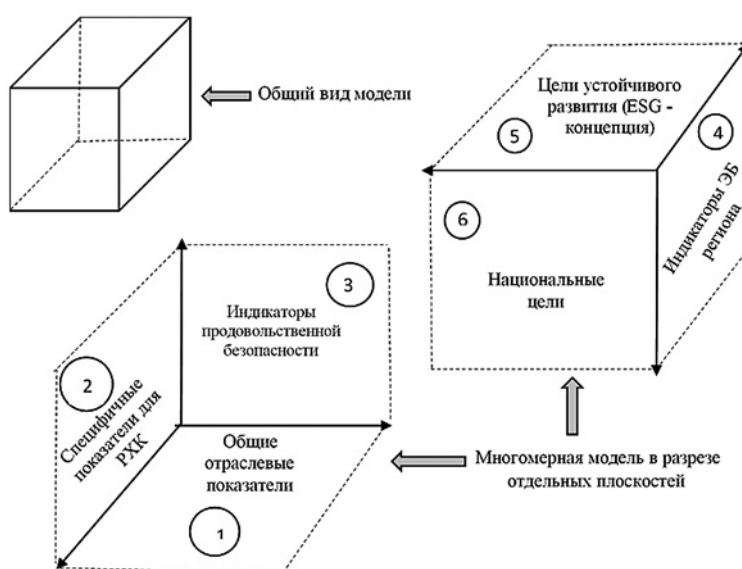 Общий вид модели
Цели устойчивого
развития (ESG -
концепция)
5
4
Индикаторы ЭБ
региона
6
Национальные
цели
3
Индикаторы
продовольственной
безопасности
2
Специфичные
показатели для
РХК
Общие
отраслевые
показатели
1
Многомерная модель в разрезе
отдельных плоскостей